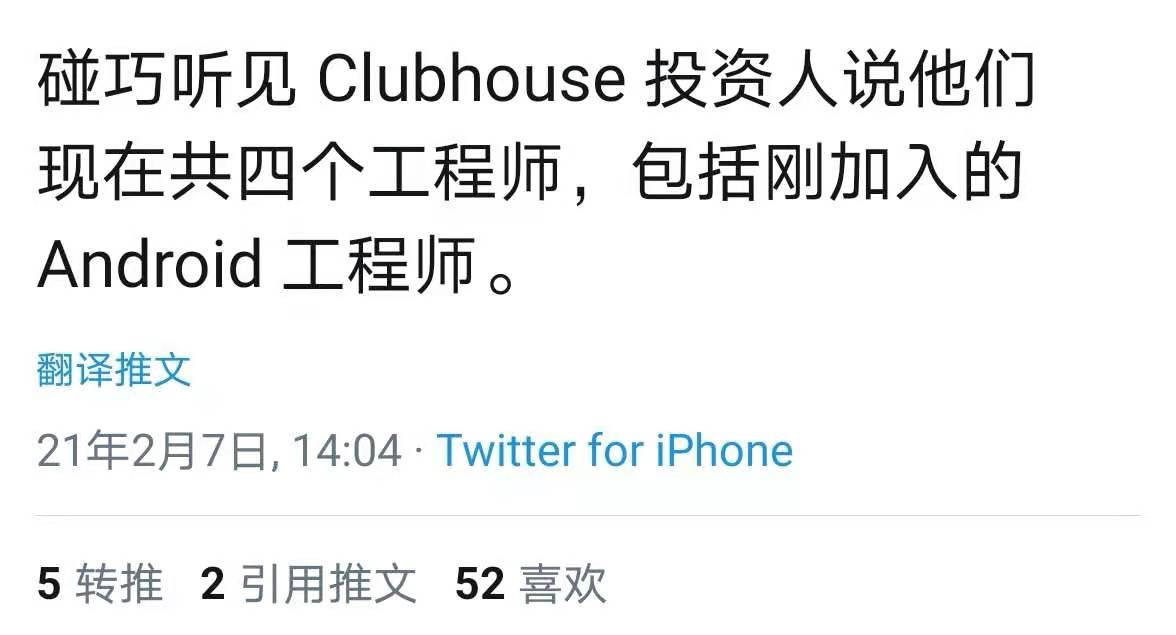 碰巧听见 Clubhouse 投资人说他们
现在共四个工程师，包括刚加入的
Android 工程师。
翻译推文
21年2月7日, 14:04 · Twitter for iPhone
5 转推 2 引用推文 52 喜欢